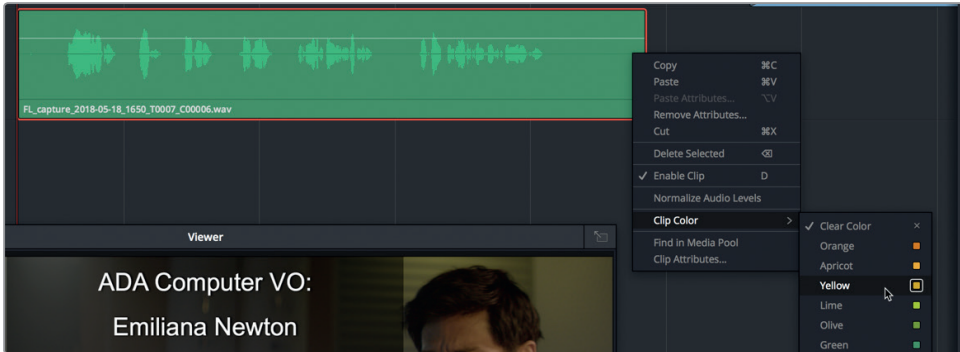 FL_capture_2018-05-18_1650_T0007_C00006.wav
Copy ⌘C
Paste ⌘V
Paste Attributes... ⌥V
Remove Attributes...
Cut ⌘X
Delete Selected ⌫
✓ Enable Clip D
Normalize Audio Levels
Clip Color >
Find in Media Pool
Clip Attributes...
✓ Clear Color ×
Orange
Apricot
Yellow
Lime
Olive
Green
Viewer
ADA Computer VO:
Emiliana Newton